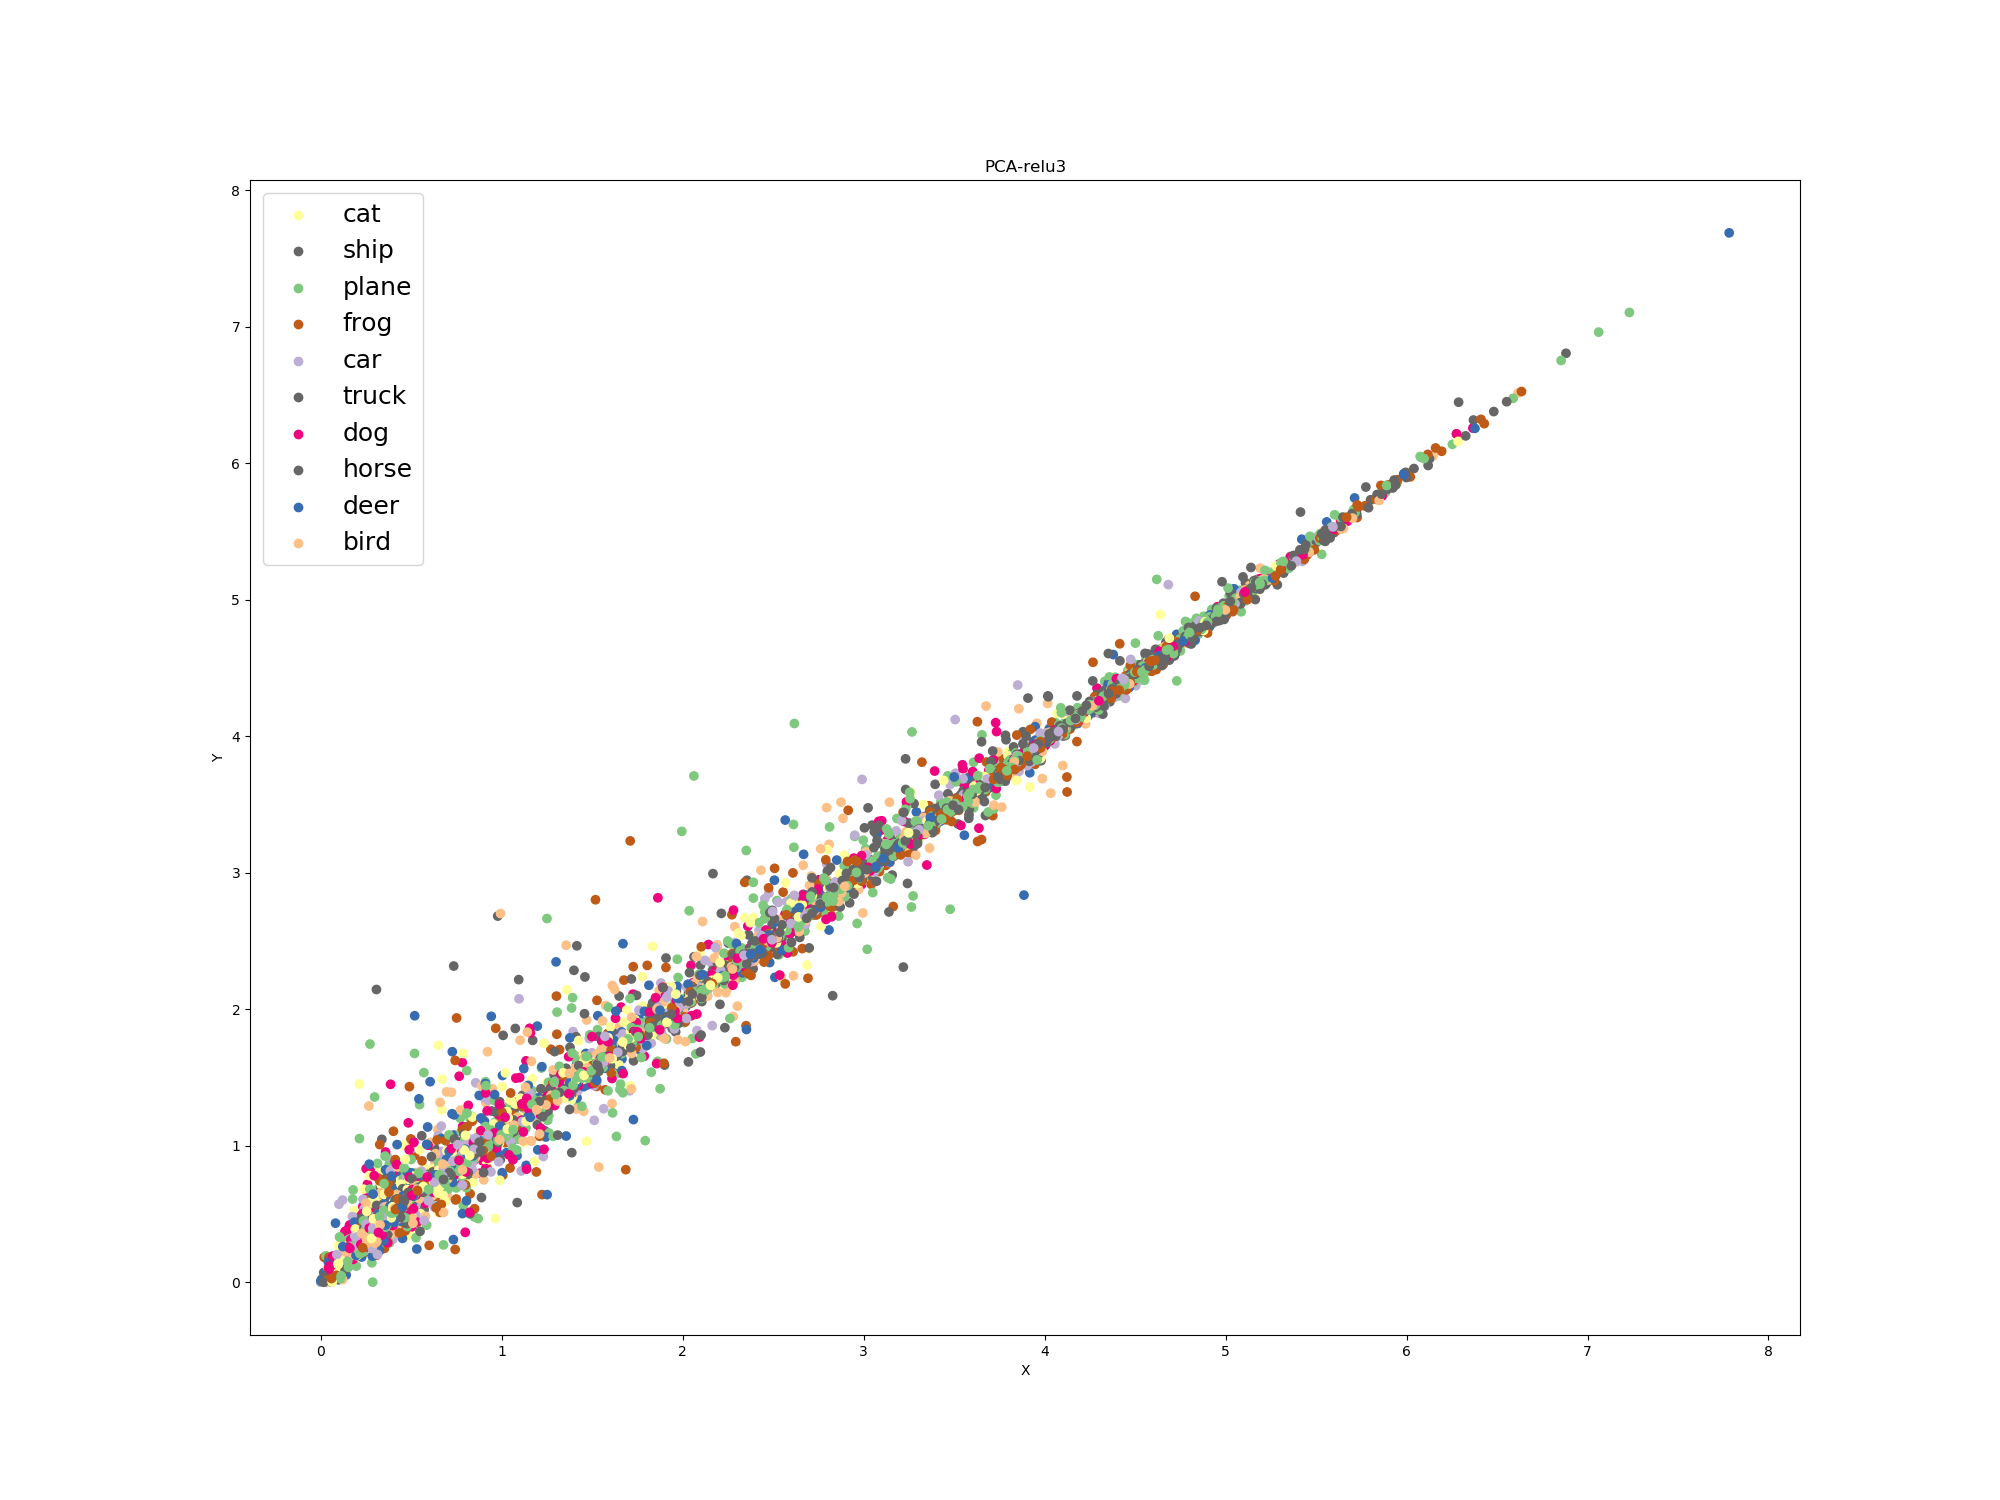 PCA-relu3
cat
ship
plane
frog
car
truck
dog
horse
deer
bird
8
7
6
5
4
3
2
1
0
Y
0 1 2 3 4 5 6 7 8
X